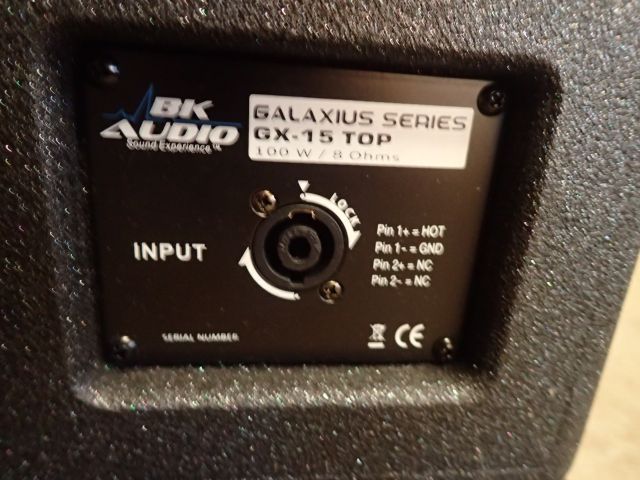 BK
AUDIO
Sound Experience™
GALAXIUS SERIES
GX-15 TOP
100 W / 8 Ohms
LOCK
INPUT
Pin 1+ = HOT
Pin 1- = GND
Pin 2+ = NC
Pin 2- = NC
SERIAL NUMBER
CE